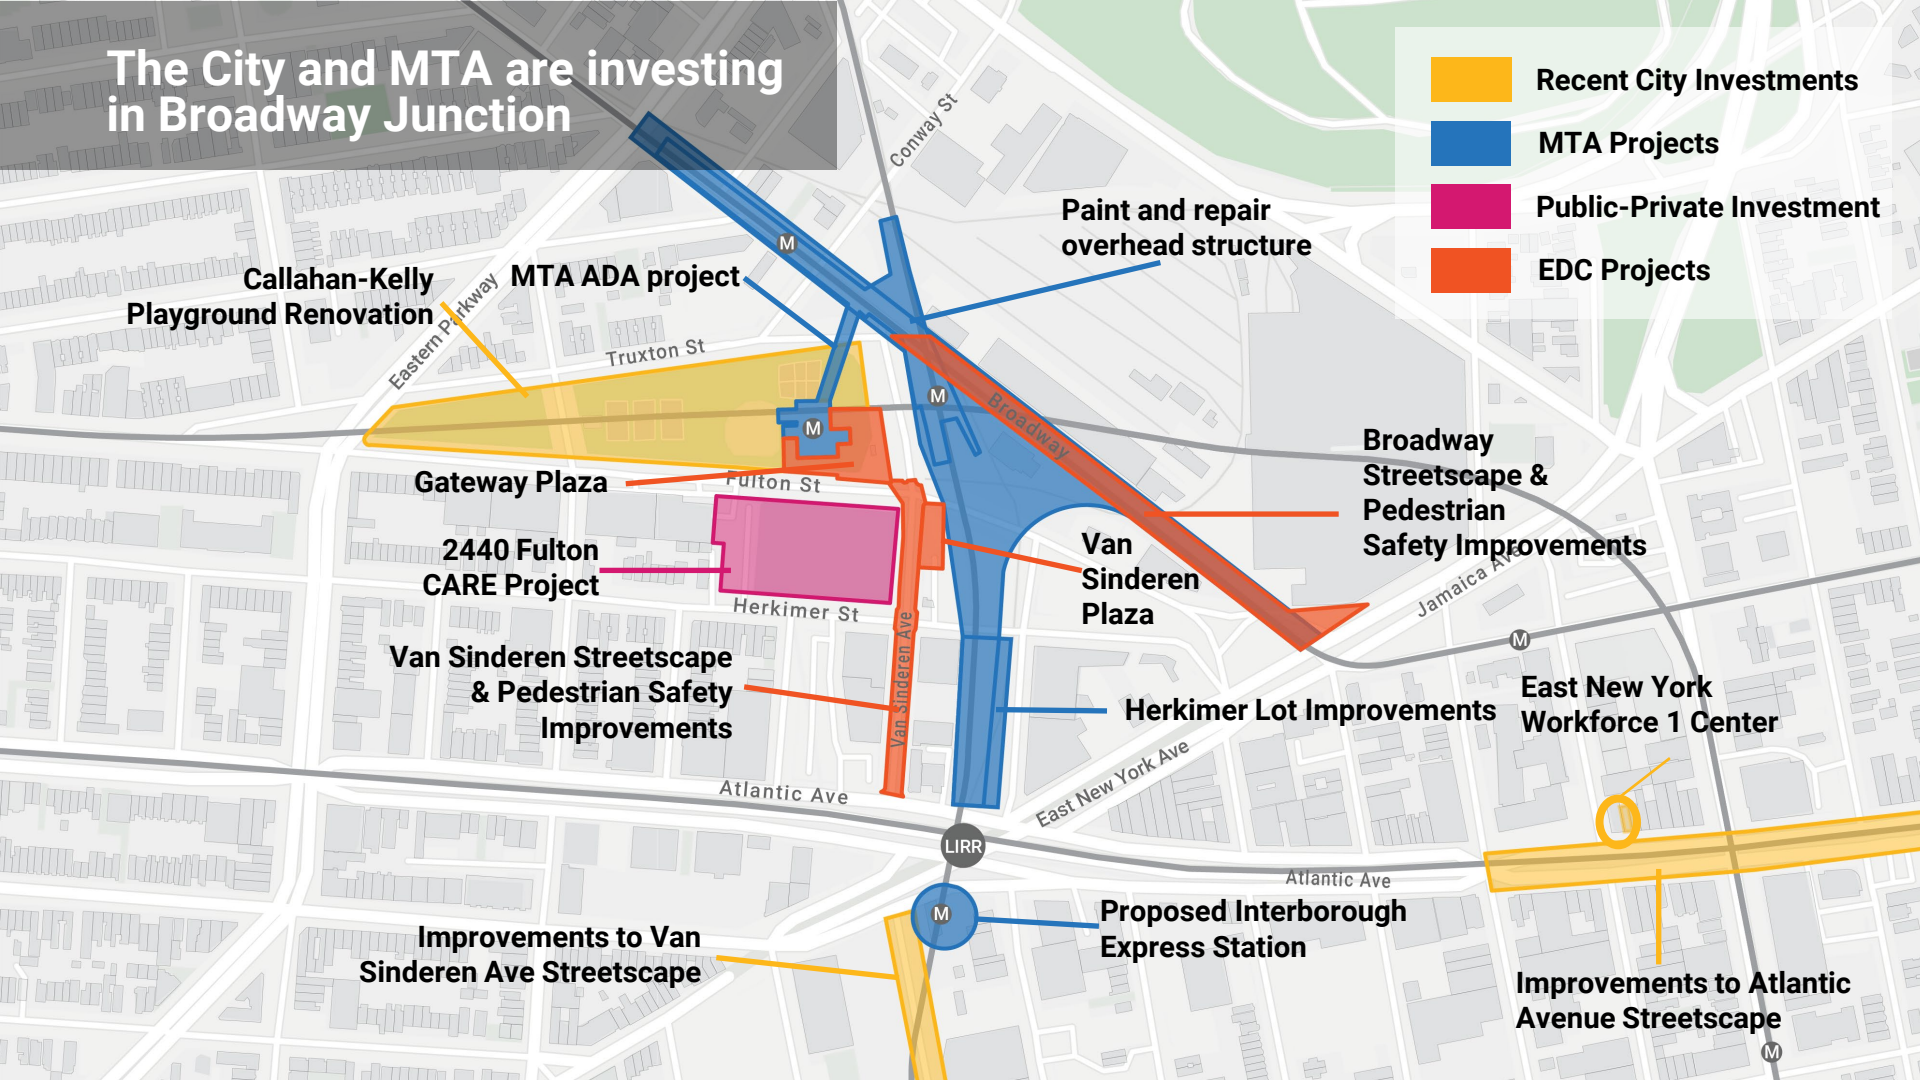 The City and MTA are investing
in Broadway Junction
Recent City Investments
MTA Projects
Public-Private Investment
EDC Projects
Conway St
Paint and repair
overhead structure
M
Callahan-Kelly
Playground Renovation
MTA ADA project
Eastern Parkway
Truxton St
M
M
Broadway
Broadway
Streetscape &
Pedestrian
Safety Improvements
Gateway Plaza
Fulton St
2440 Fulton
CARE Project
Van
Sinderen
Plaza
Jamaica Ave
Herkimer St
M
Van Sinderen Streetscape
& Pedestrian Safety
Improvements
Van Sinderen Ave
Herkimer Lot Improvements
East New York
Workforce 1 Center
Atlantic Ave
East New York Ave
LIRR
Atlantic Ave
M
Proposed Interborough
Express Station
Improvements to Van
Sinderen Ave Streetscape
Improvements to Atlantic
Avenue Streetscape
M